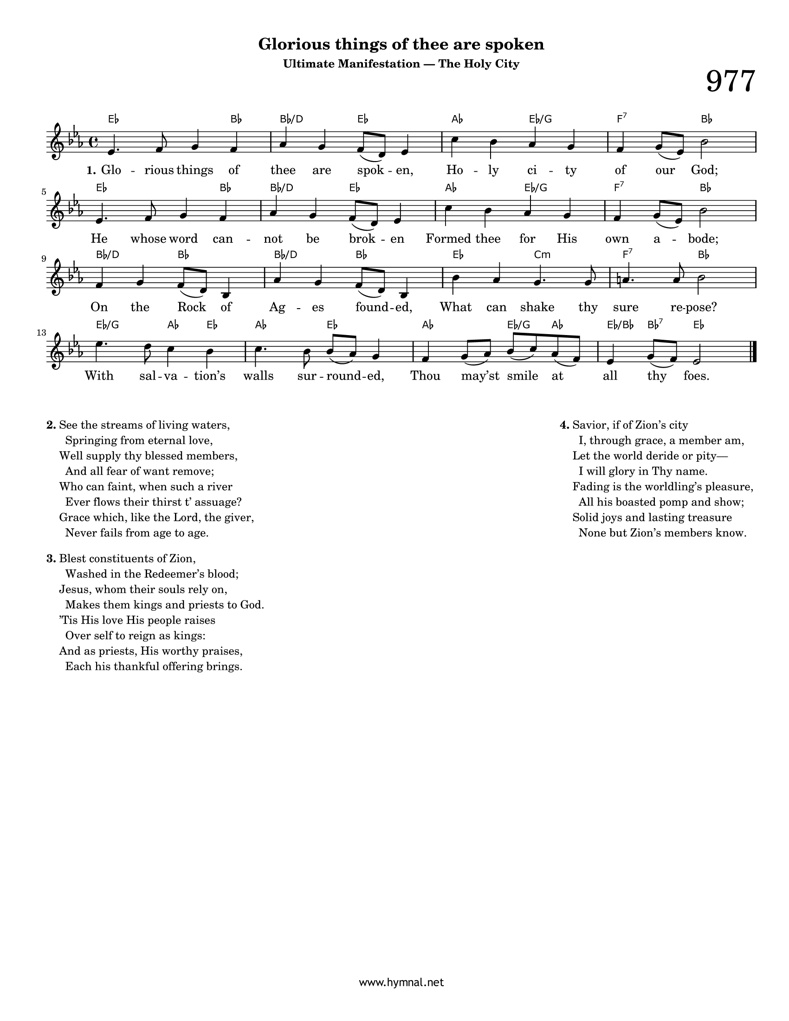 Glorious things of thee are spoken
Ultimate Manifestation — The Holy City
977
E♭ B♭ B♭/D E♭ A♭ E♭/G F7 B♭
1. Glo - rious things of thee are spok - en, Ho - ly ci - ty of our God;
E♭ B♭ B♭/D E♭ A♭ E♭/G F7 B♭
5
He whose word can - not be brok - en Formed thee for His own a - bode;
B♭/D B♭ B♭/D B♭ E♭ Cm F7 B♭
9
On the Rock of Ag - es found-ed, What can shake thy sure re-pose?
E♭/G A♭ E♭ A♭ E♭ A♭ E♭/G A♭ E♭/B♭ B♭7 E♭
13
With sal-va-tion's walls sur-round-ed, Thou may'st smile at all thy foes.
2. See the streams of living waters,
Springing from eternal love,
Well supply thy blessed members,
And all fear of want remove;
Who can faint, when such a river
Ever flows their thirst t' assuage?
Grace which, like the Lord, the giver,
Never fails from age to age.
3. Blest constituents of Zion,
Washed in the Redeemer's blood;
Jesus, whom their souls rely on,
Makes them kings and priests to God.
'Tis His love His people raises
Over self to reign as kings:
And as priests, His worthy praises,
Each his thankful offering brings.
4. Savior, if of Zion's city
I, through grace, a member am,
Let the world deride or pity—
I will glory in Thy name.
Fading is the worldling's pleasure,
All his boasted pomp and show;
Solid joys and lasting treasure
None but Zion's members know.
www.hymnal.net